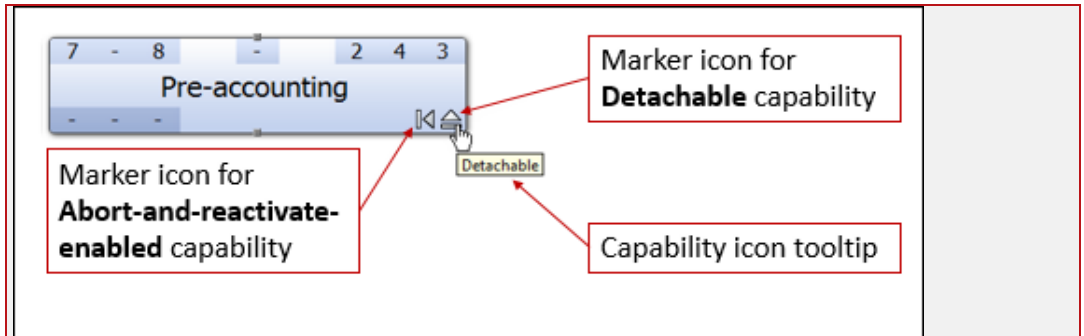 7 - 8 - 2 4 3
Pre-accounting
- - -
Detachable
Marker icon for
Detachable capability
Marker icon for
Abort-and-reactivate-
enabled capability
Capability icon tooltip